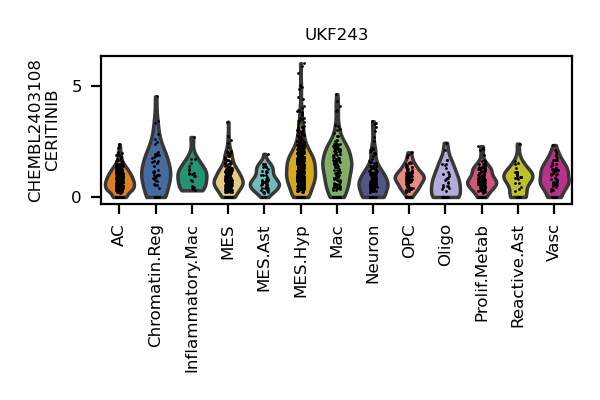 UKF243
CHEMBL2403108
CERITINIB
5
0
AC
Chromatin.Reg
Inflammatory.Mac
MES
MES.Ast
MES.Hyp
Mac
Neuron
OPC
Oligo
Prolif.Metab
Reactive.Ast
Vasc